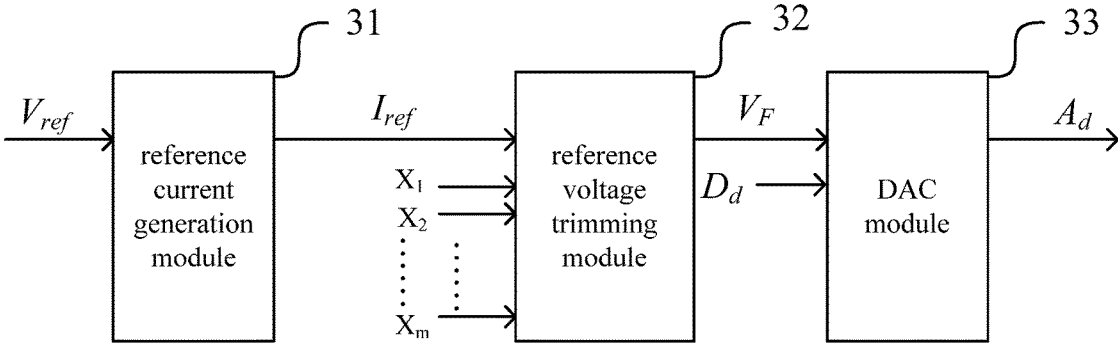 31
32
33
V_ref
I_ref
V_F
A_d
reference
current
generation
module
X_1
X_2
X_m
reference
voltage
trimming
module
D_d
DAC
module